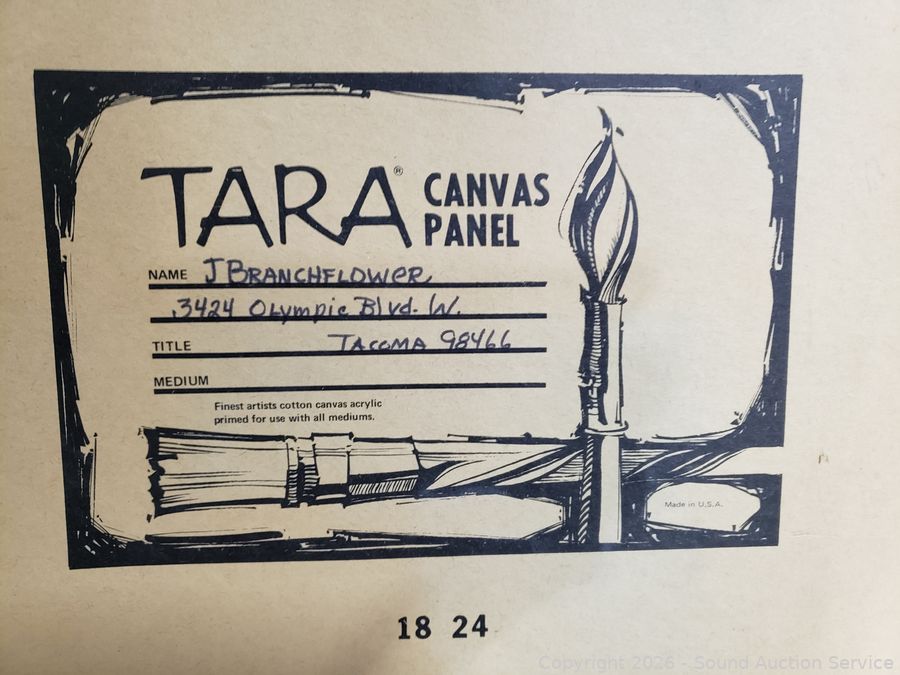 TARA® CANVAS PANEL
NAME J BRANCHFLOWER
3424 Olympic Blvd. W.
TITLE TACOMA 98466
MEDIUM
Finest artists cotton canvas acrylic
primed for use with all mediums.
Made in U.S.A.
18 24
Copyright 2026 - Sound Auction Service